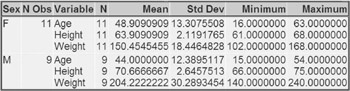 Sex N Obs Variable N Mean Std Dev Minimum Maximum
F 11 Age 11 48.9090909 13.3075508 16.0000000 63.0000000
Height 11 63.9090909 2.1191765 61.0000000 68.0000000
Weight 11 150.4545455 18.4464828 102.0000000 168.0000000
M 9 Age 9 44.0000000 12.3895117 15.0000000 54.0000000
Height 9 70.6666667 2.6457513 66.0000000 75.0000000
Weight 9 204.2222222 30.2893454 140.0000000 240.0000000